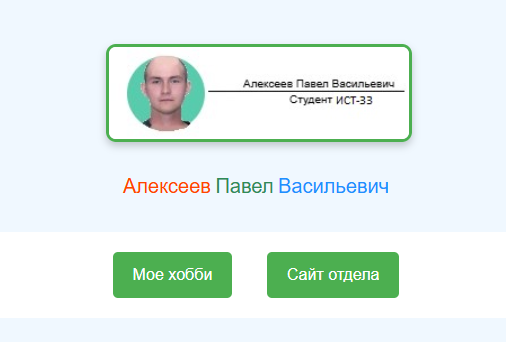 Алексеев Павел Васильевич
Студент ИСТ-33
Алексеев Павел Васильевич
Мое хобби Сайт отдела